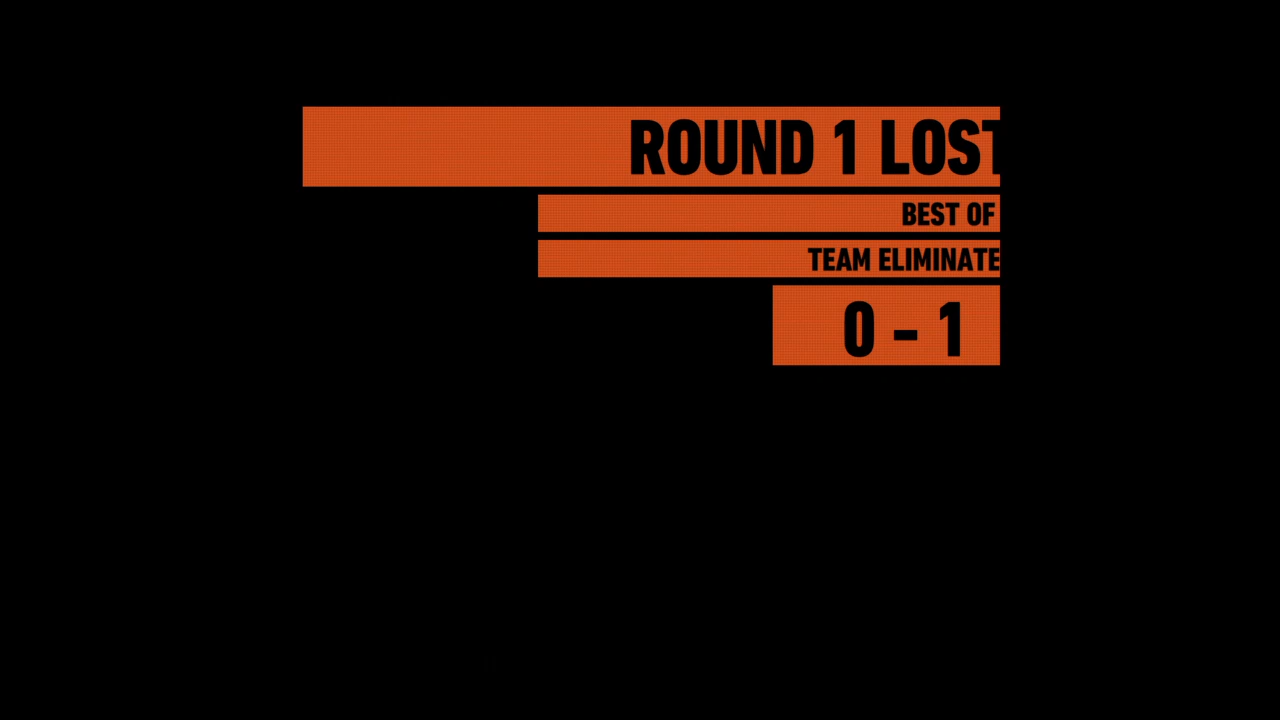 ROUND 1 LOST
BEST OF
TEAM ELIMINATE
0 - 1